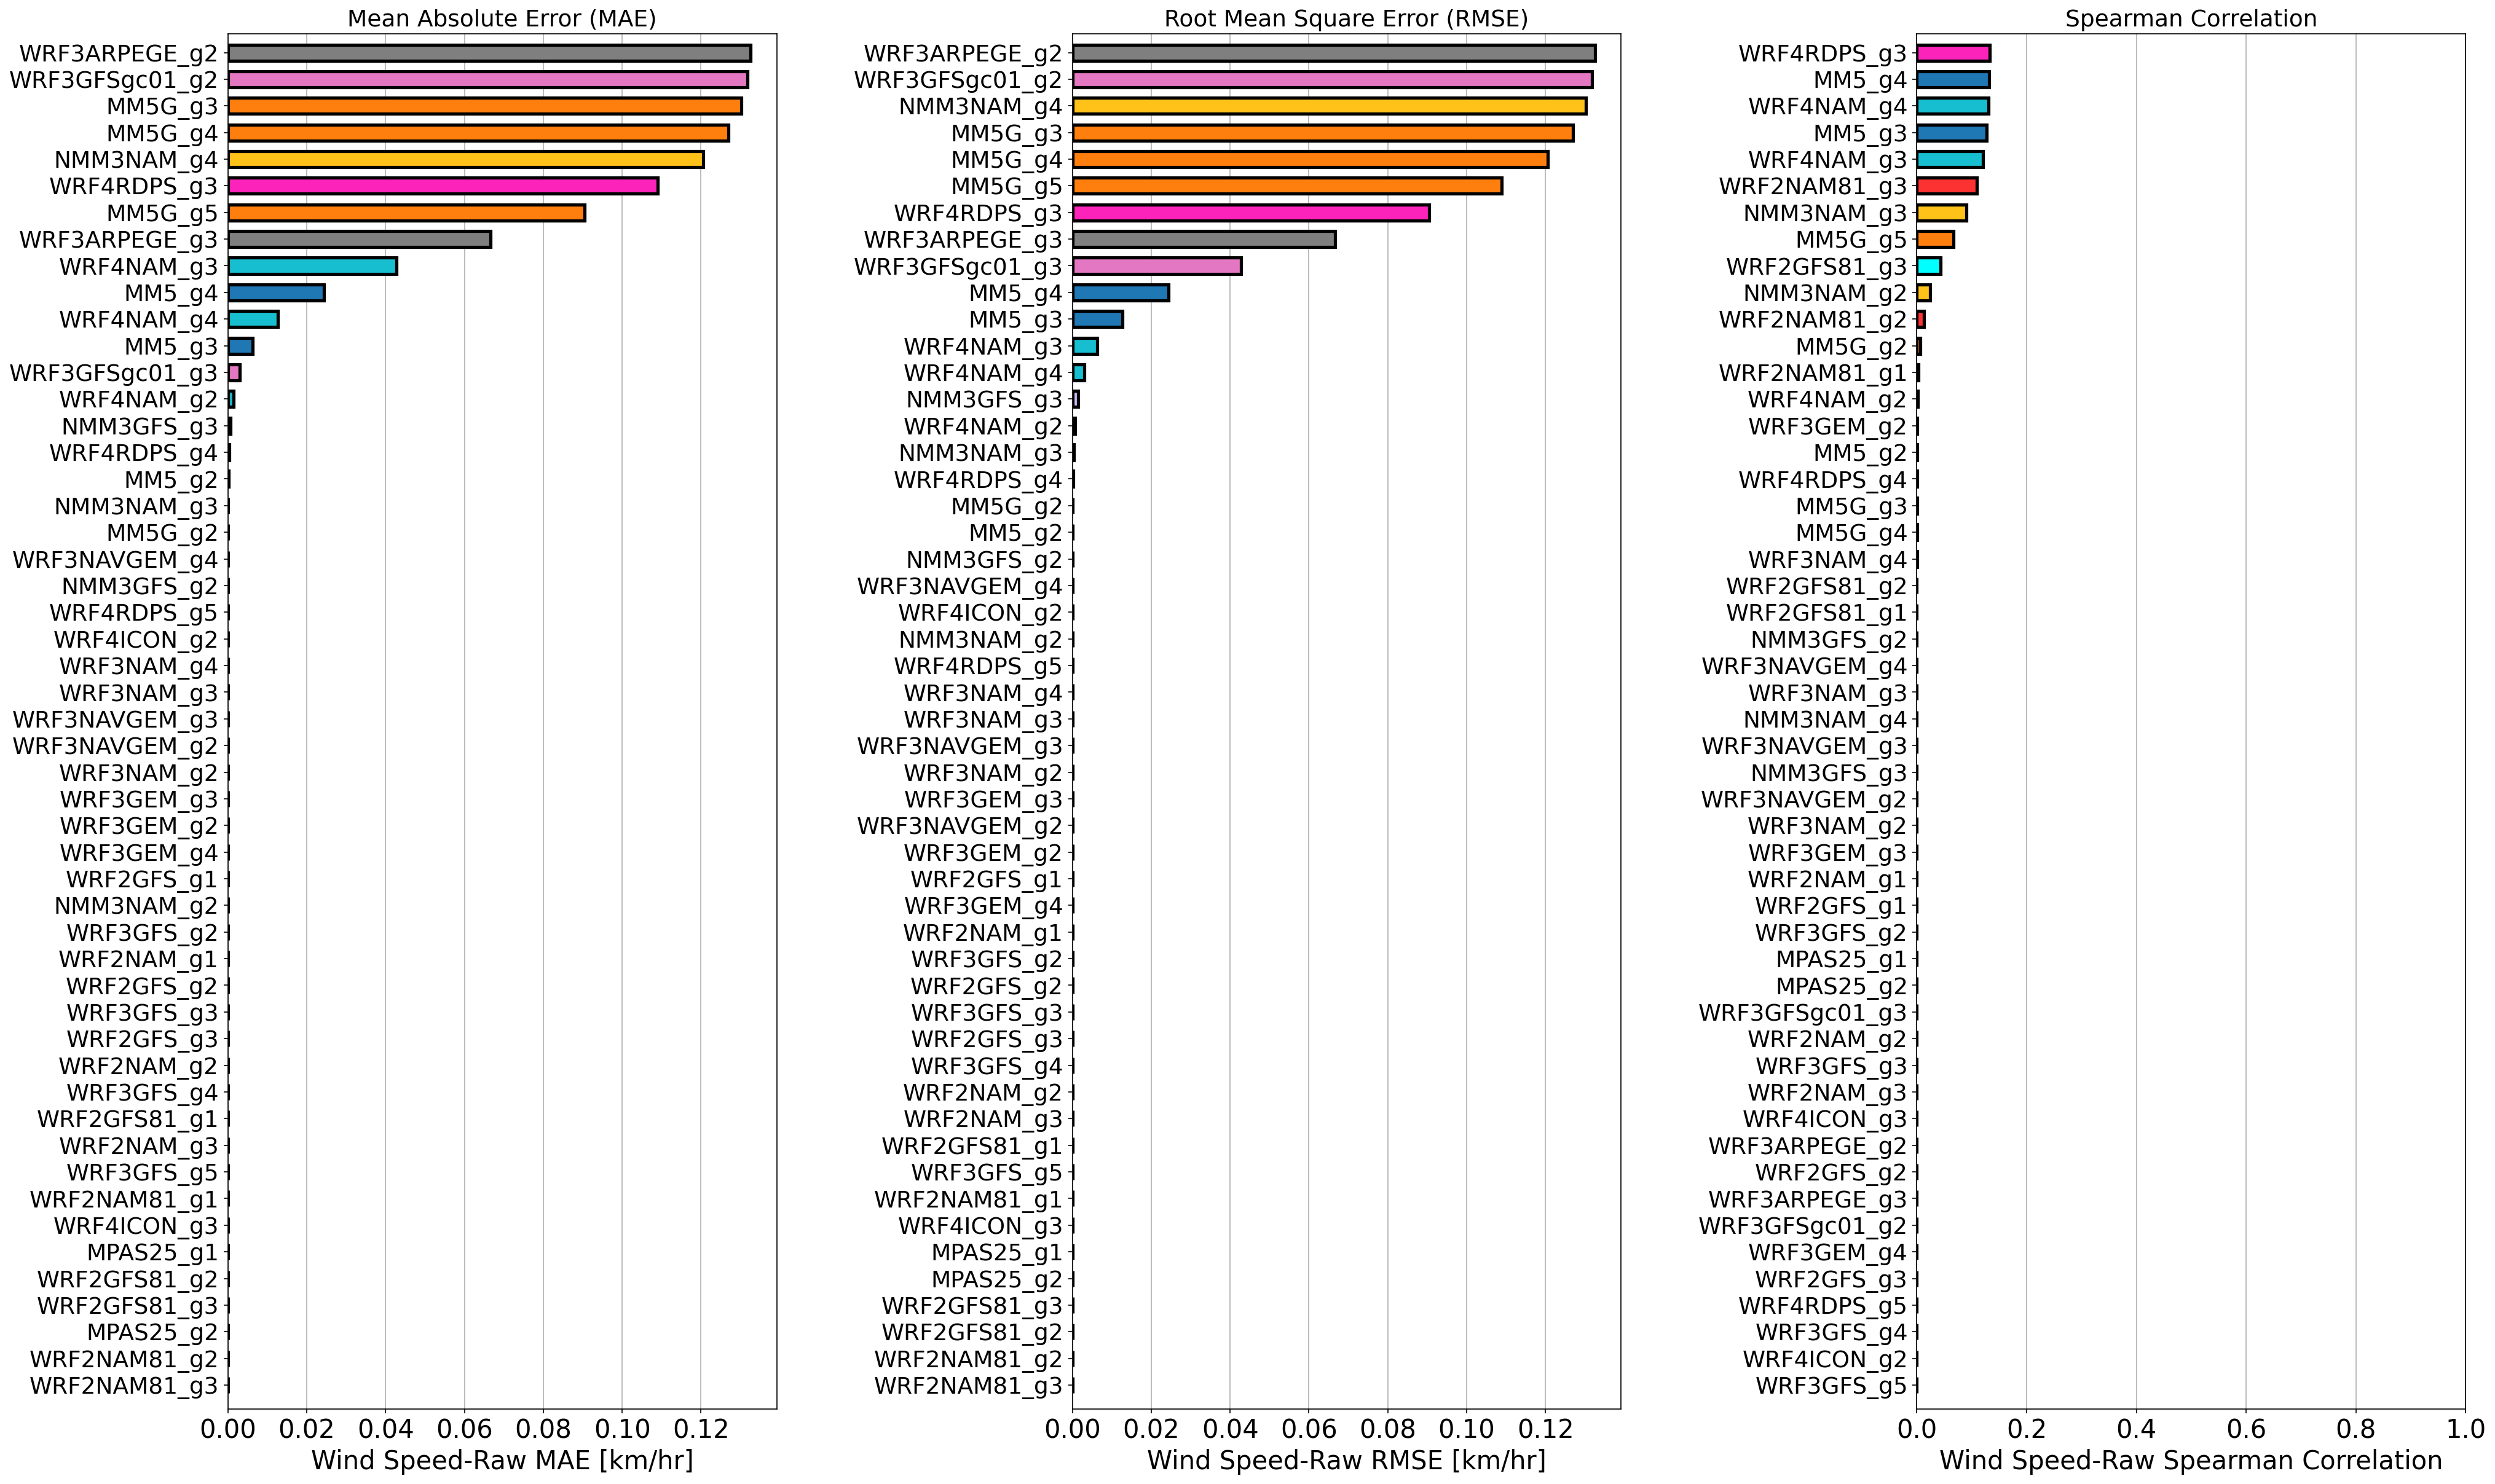 Mean Absolute Error (MAE)
WRF3ARPEGE_g2
WRF3GFSgc01_g2
MM5G_g3
MM5G_g4
NMM3NAM_g4
WRF4RDPS_g3
MM5G_g5
WRF3ARPEGE_g3
WRF4NAM_g3
MM5_g4
WRF4NAM_g4
MM5_g3
WRF3GFSgc01_g3
WRF4NAM_g2
NMM3GFS_g3
WRF4RDPS_g4
MM5_g2
NMM3NAM_g3
MM5G_g2
WRF3NAVGEM_g4
NMM3GFS_g2
WRF4RDPS_g5
WRF4ICON_g2
WRF3NAM_g4
WRF3NAM_g3
WRF3NAVGEM_g3
WRF3NAVGEM_g2
WRF3NAM_g2
WRF3GEM_g3
WRF3GEM_g2
WRF3GEM_g4
WRF2GFS_g1
NMM3NAM_g2
WRF3GFS_g2
WRF2NAM_g1
WRF2GFS_g2
WRF3GFS_g3
WRF2GFS_g3
WRF2NAM_g2
WRF3GFS_g4
WRF2GFS81_g1
WRF2NAM_g3
WRF3GFS_g5
WRF2NAM81_g1
WRF4ICON_g3
MPAS25_g1
WRF2GFS81_g2
WRF2GFS81_g3
MPAS25_g2
WRF2NAM81_g2
WRF2NAM81_g3
0.00 0.02 0.04 0.06 0.08 0.10 0.12
Wind Speed-Raw MAE [km/hr]
Root Mean Square Error (RMSE)
WRF3ARPEGE_g2
WRF3GFSgc01_g2
NMM3NAM_g4
MM5G_g3
MM5G_g4
MM5G_g5
WRF4RDPS_g3
WRF3ARPEGE_g3
WRF3GFSgc01_g3
MM5_g4
MM5_g3
WRF4NAM_g3
WRF4NAM_g4
NMM3GFS_g3
WRF4NAM_g2
NMM3NAM_g3
WRF4RDPS_g4
MM5G_g2
MM5_g2
NMM3GFS_g2
WRF3NAVGEM_g4
WRF4ICON_g2
NMM3NAM_g2
WRF4RDPS_g5
WRF3NAM_g4
WRF3NAM_g3
WRF3NAVGEM_g3
WRF3NAM_g2
WRF3GEM_g3
WRF3NAVGEM_g2
WRF3GEM_g2
WRF2GFS_g1
WRF3GEM_g4
WRF2NAM_g1
WRF3GFS_g2
WRF2GFS_g2
WRF3GFS_g3
WRF2GFS_g3
WRF3GFS_g4
WRF2NAM_g2
WRF2NAM_g3
WRF2GFS81_g1
WRF3GFS_g5
WRF2NAM81_g1
WRF4ICON_g3
MPAS25_g1
MPAS25_g2
WRF2GFS81_g3
WRF2GFS81_g2
WRF2NAM81_g2
WRF2NAM81_g3
0.00 0.02 0.04 0.06 0.08 0.10 0.12
Wind Speed-Raw RMSE [km/hr]
Spearman Correlation
WRF4RDPS_g3
MM5_g4
WRF4NAM_g4
MM5_g3
WRF4NAM_g3
WRF2NAM81_g3
NMM3NAM_g3
MM5G_g5
WRF2GFS81_g3
NMM3NAM_g2
WRF2NAM81_g2
MM5G_g2
WRF2NAM81_g1
WRF4NAM_g2
WRF3GEM_g2
MM5_g2
WRF4RDPS_g4
MM5G_g3
MM5G_g4
WRF3NAM_g4
WRF2GFS81_g2
WRF2GFS81_g1
NMM3GFS_g2
WRF3NAVGEM_g4
WRF3NAM_g3
NMM3NAM_g4
WRF3NAVGEM_g3
NMM3GFS_g3
WRF3NAVGEM_g2
WRF3NAM_g2
WRF3GEM_g3
WRF2NAM_g1
WRF2GFS_g1
WRF3GFS_g2
MPAS25_g1
MPAS25_g2
WRF3GFSgc01_g3
WRF2NAM_g2
WRF3GFS_g3
WRF2NAM_g3
WRF4ICON_g3
WRF3ARPEGE_g2
WRF2GFS_g2
WRF3ARPEGE_g3
WRF3GFSgc01_g2
WRF3GEM_g4
WRF2GFS_g3
WRF4RDPS_g5
WRF3GFS_g4
WRF4ICON_g2
WRF3GFS_g5
0.0 0.2 0.4 0.6 0.8 1.0
Wind Speed-Raw Spearman Correlation